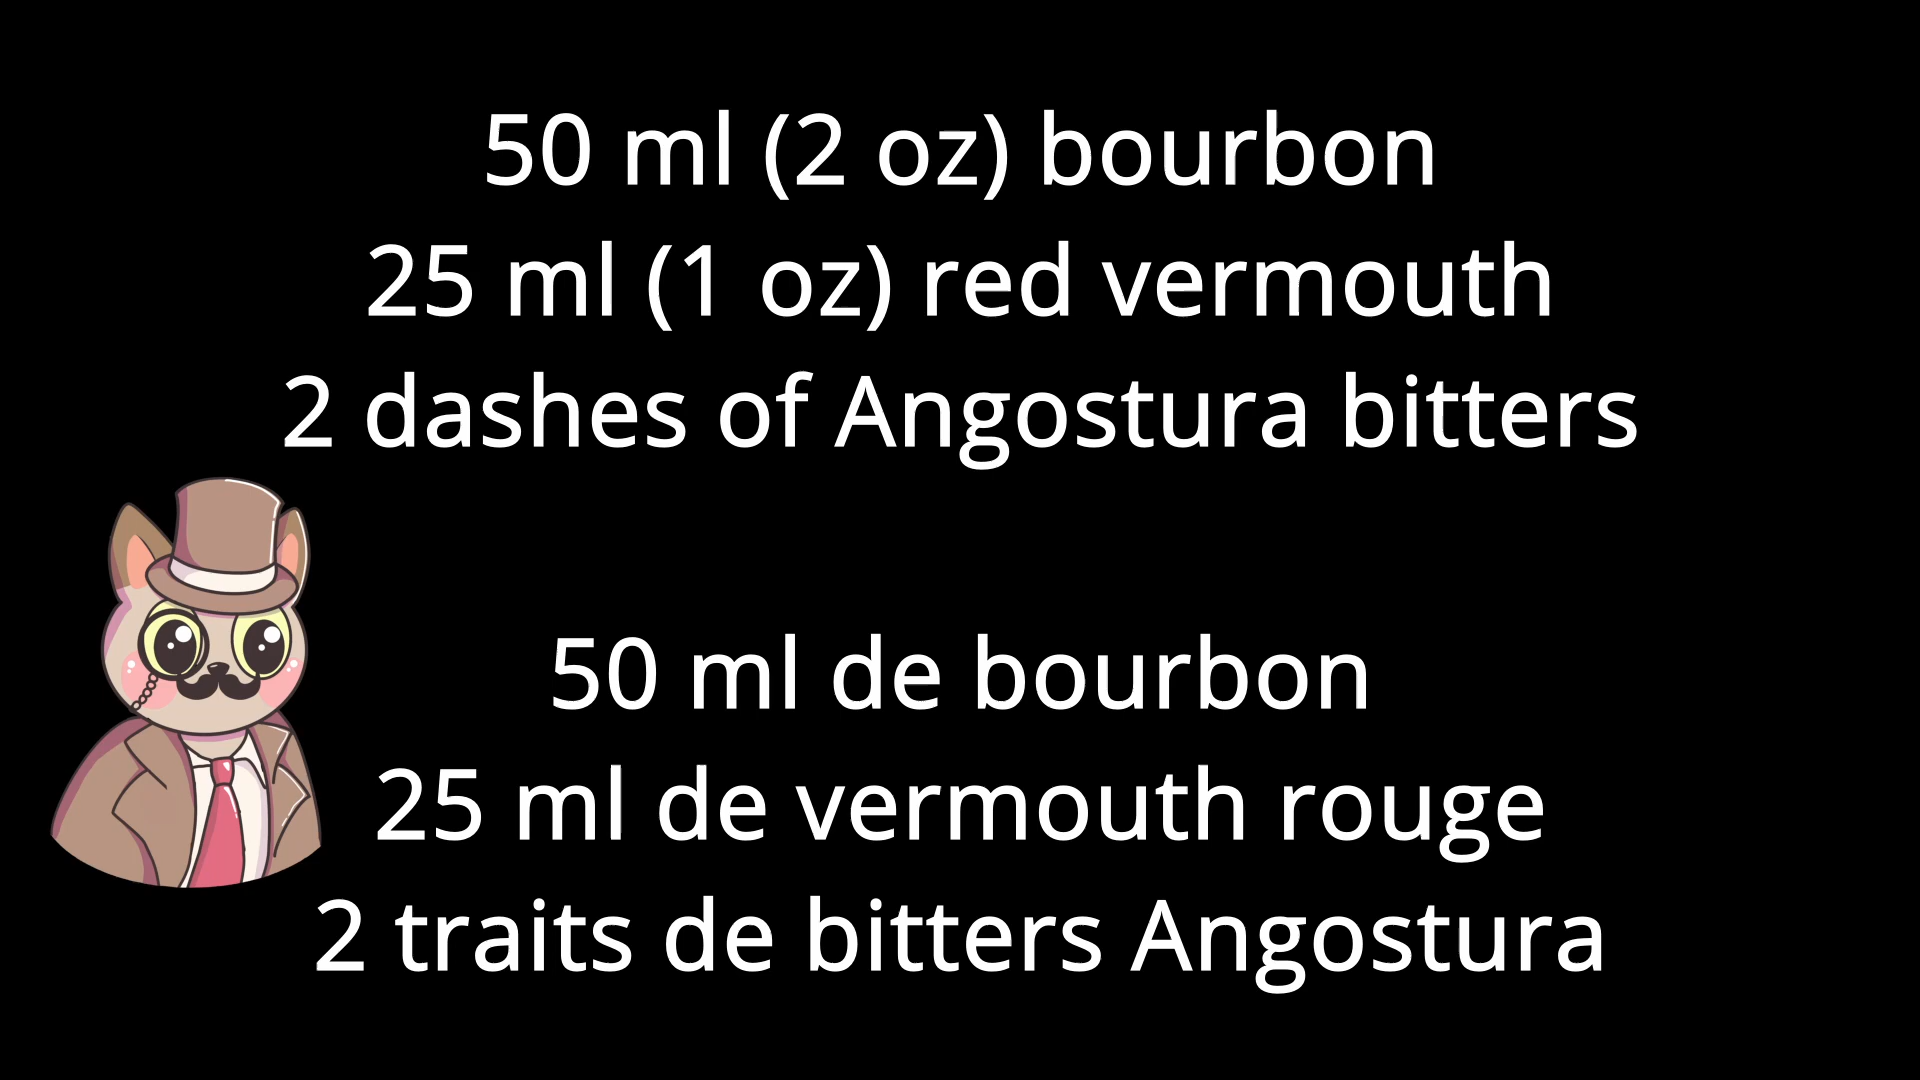 50 ml (2 oz) bourbon
25 ml (1 oz) red vermouth
2 dashes of Angostura bitters
50 ml de bourbon
25 ml de vermouth rouge
2 traits de bitters Angostura